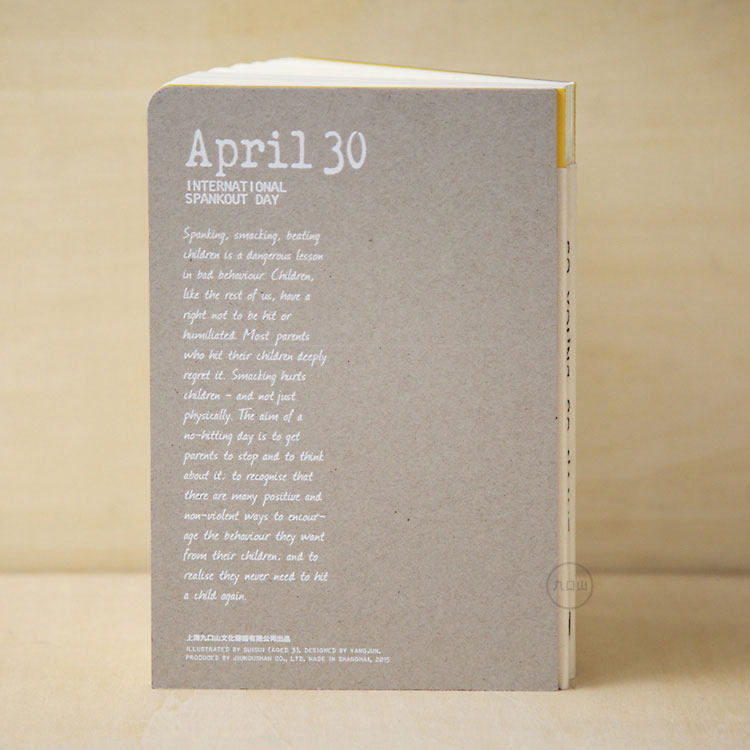 April 30
INTERNATIONAL
SPANKOUT DAY
Spanking, smacking, beating
children is a dangerous lesson
in bad behaviour. Children,
like the rest of us, have a
right not to be hit or
humiliated. Most parents
who hit their children deeply
regret it. Smacking hurts
children - and not just
physically. The aim of a
no-hitting day is to get
parents to stop and to think
about it; to recognise that
there are many positive and
non-violent ways to encour-
age the behaviour they want
from their children; and to
realise they never need to hit
a child again.
上海九口山文化传播有限公司出品
ILLUSTRATED BY GUIGUI (AGED 3), DESIGNED BY YANGJUN.
PRODUCED BY JIUKOUSHAN CO., LTD. MADE IN SHANGHAI, 2015
SO YOUNG, SO
九口山